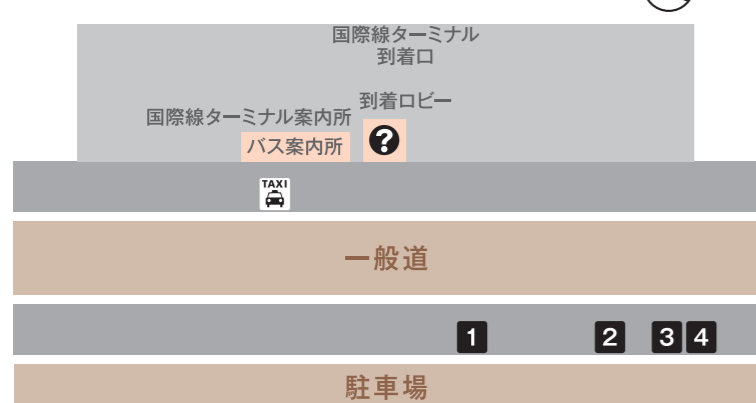 国際線ターミナル
到着口
到着ロビー
国際線ターミナル案内所
バス案内所
?
TAXI
一般道
1 2 3 4
駐車場